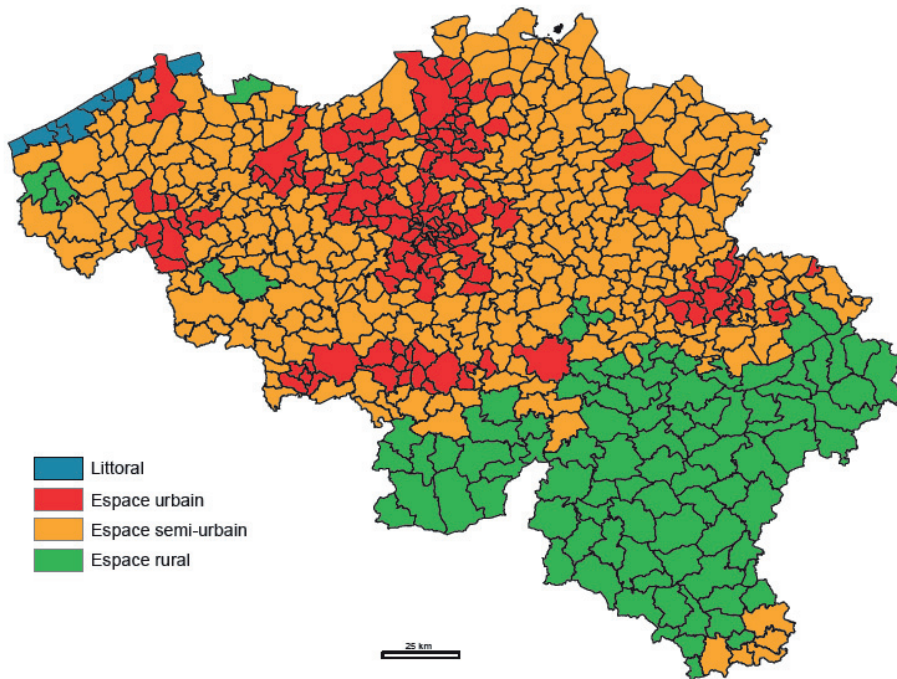 Littoral
Espace urbain
Espace semi-urbain
Espace rural
25 km